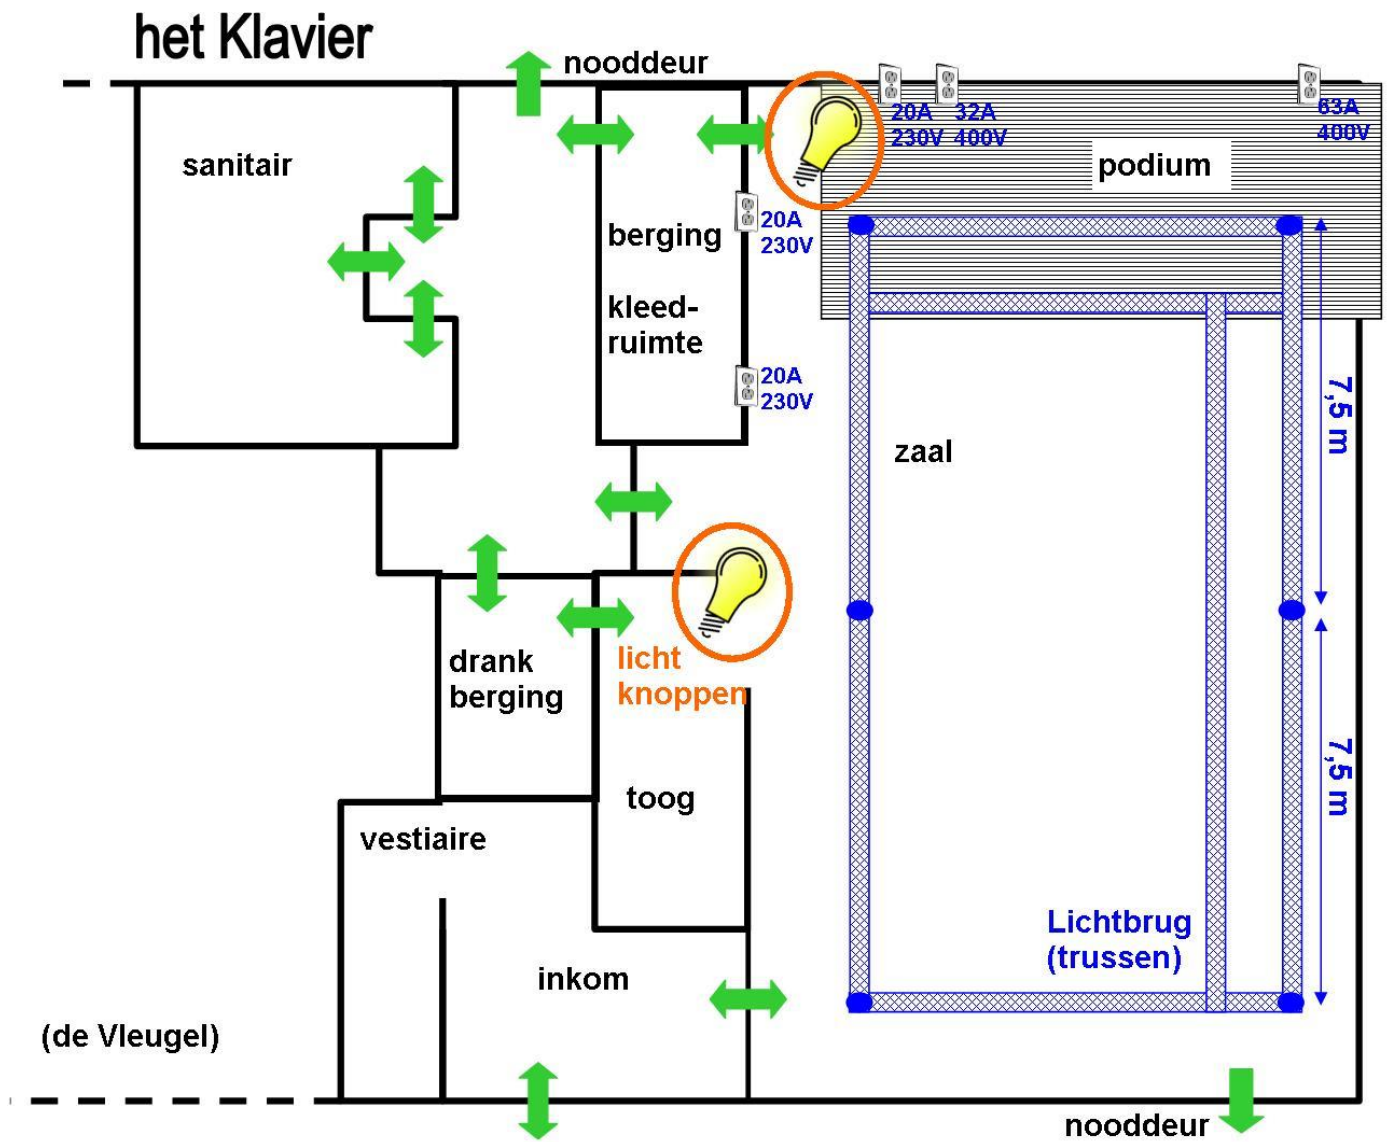 het Klavier
nooddeur
20A
230V
32A
400V
63A
400V
sanitair
podium
20A
230V
berging
kleed-
ruimte
20A
230V
7,5 m
zaal
licht
knoppen
drank
berging
7,5 m
toog
vestiaire
Lichtbrug
(trussen)
inkom
(de Vleugel)
nooddeur